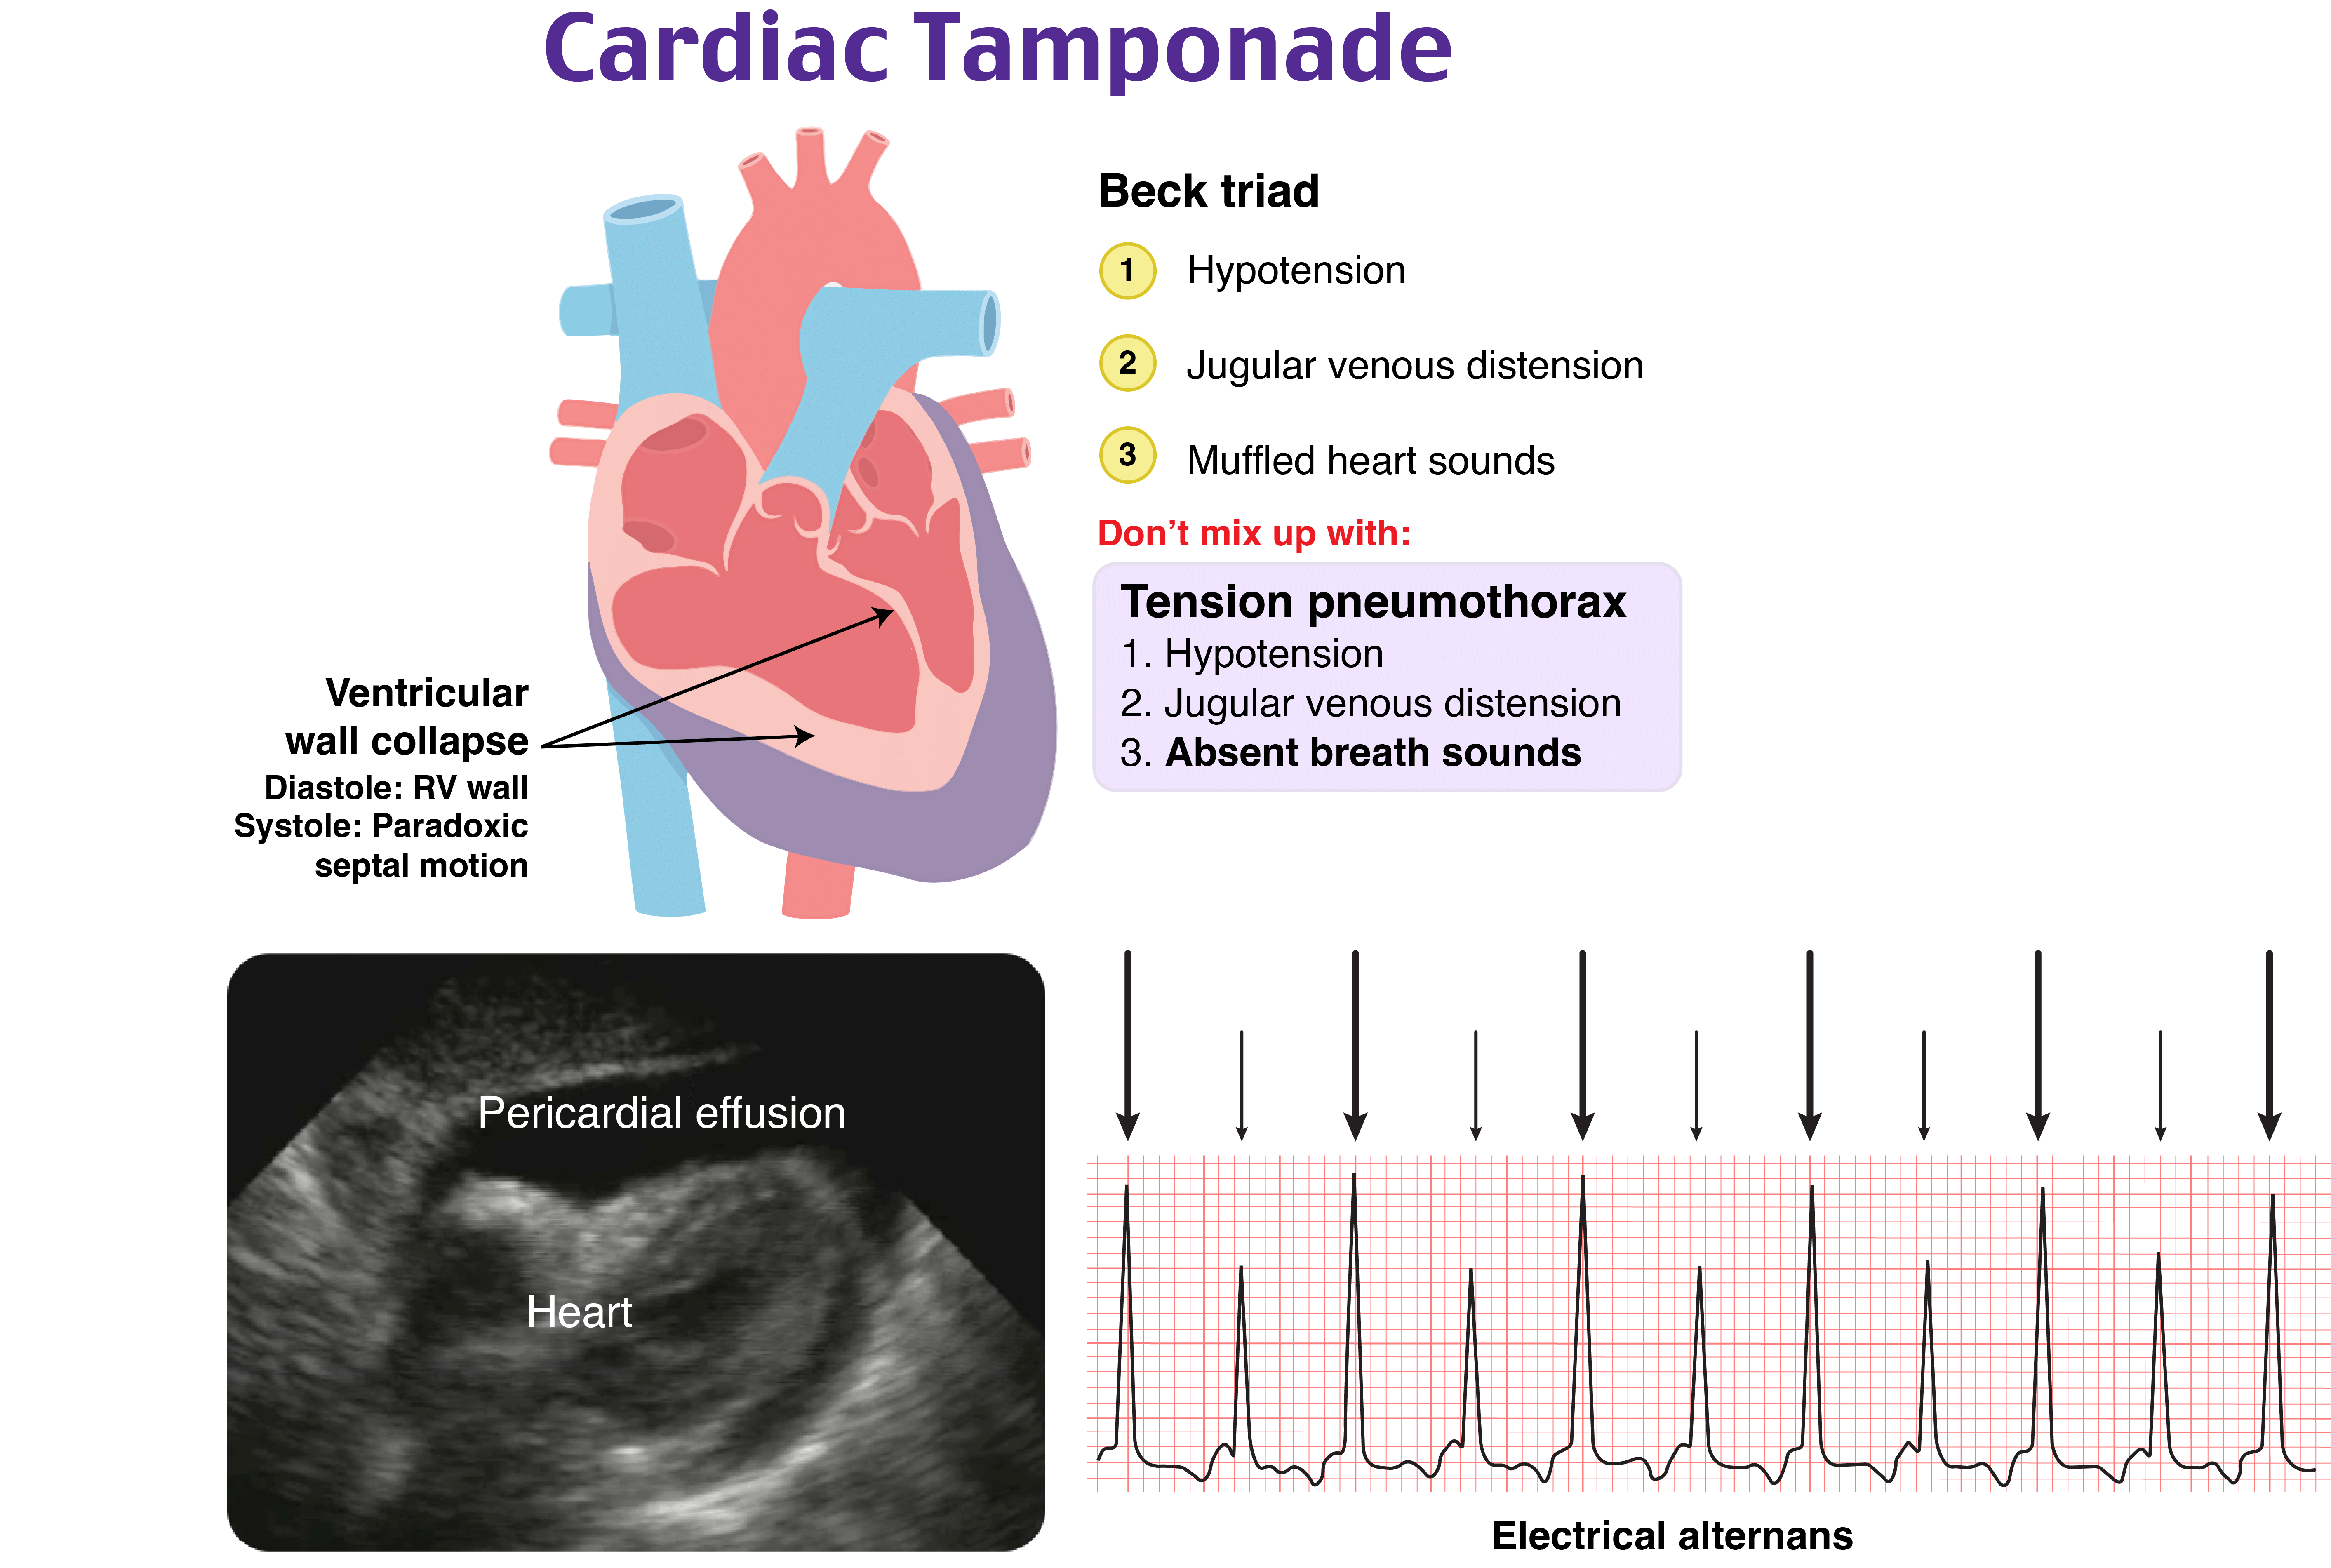 Cardiac Tamponade
Beck triad
1 Hypotension
2 Jugular venous distension
3 Muffled heart sounds
Don’t mix up with:
Tension pneumothorax
1. Hypotension
2. Jugular venous distension
3. Absent breath sounds
Ventricular
wall collapse
Diastole: RV wall
Systole: Paradoxic
septal motion
Pericardial effusion
Heart
Electrical alternans